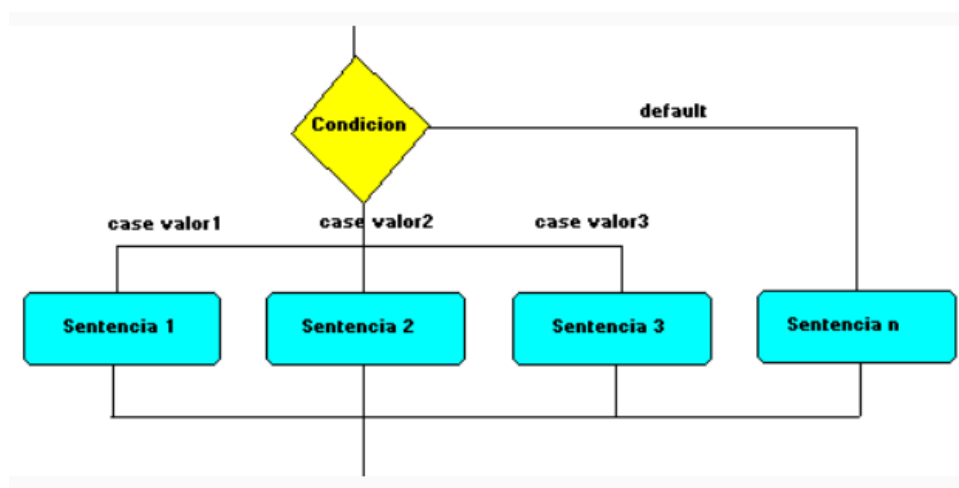 Condicion
default
case valor1
case valor2
case valor3
Sentencia 1
Sentencia 2
Sentencia 3
Sentencia n